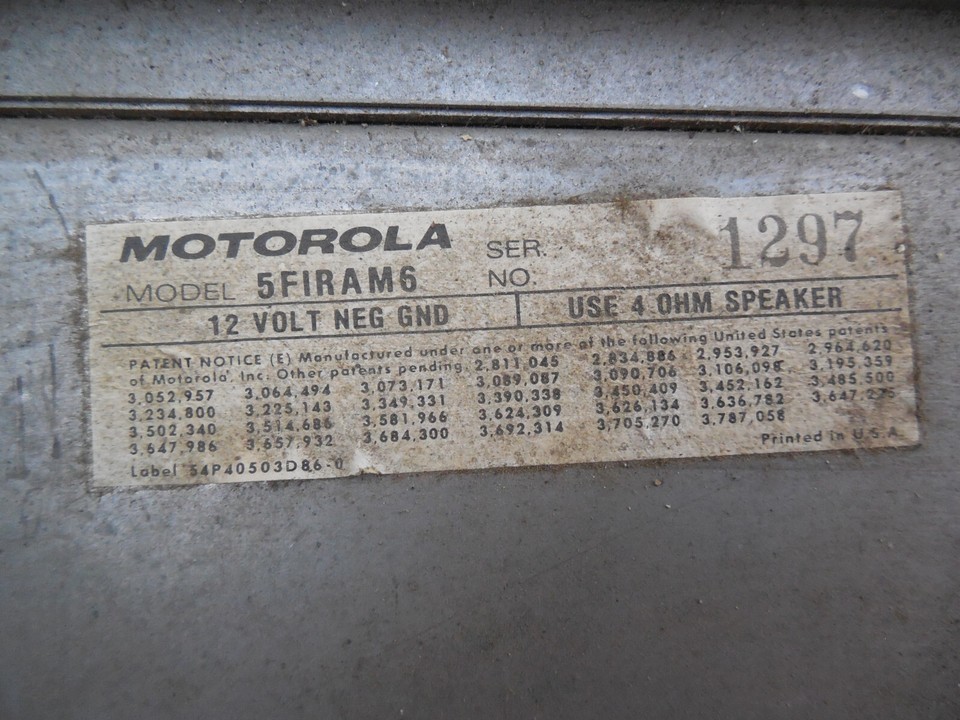 MOTOROLA SER. 1297
MODEL 5FIRAM6 NO.
12 VOLT NEG GND USE 4 OHM SPEAKER
PATENT NOTICE (E) Manufactured under one or more of the following United States patents
of Motorola, Inc. Other patents pending. 2,811,045 2,834,886 2,953,927 2,964,620
3,052,957 3,064,494 3,073,171 3,089,087 3,090,706 3,106,098 3,195,359
3,234,800 3,225,143 3,349,331 3,390,338 3,450,409 3,452,162 3,485,500
3,502,340 3,514,686 3,581,966 3,624,309 3,626,134 3,636,782 3,647,275
3,647,986 3,657,932 3,684,300 3,692,314 3,705,270 3,787,058
Printed in U.S.A.
Label 54P40503D86-0